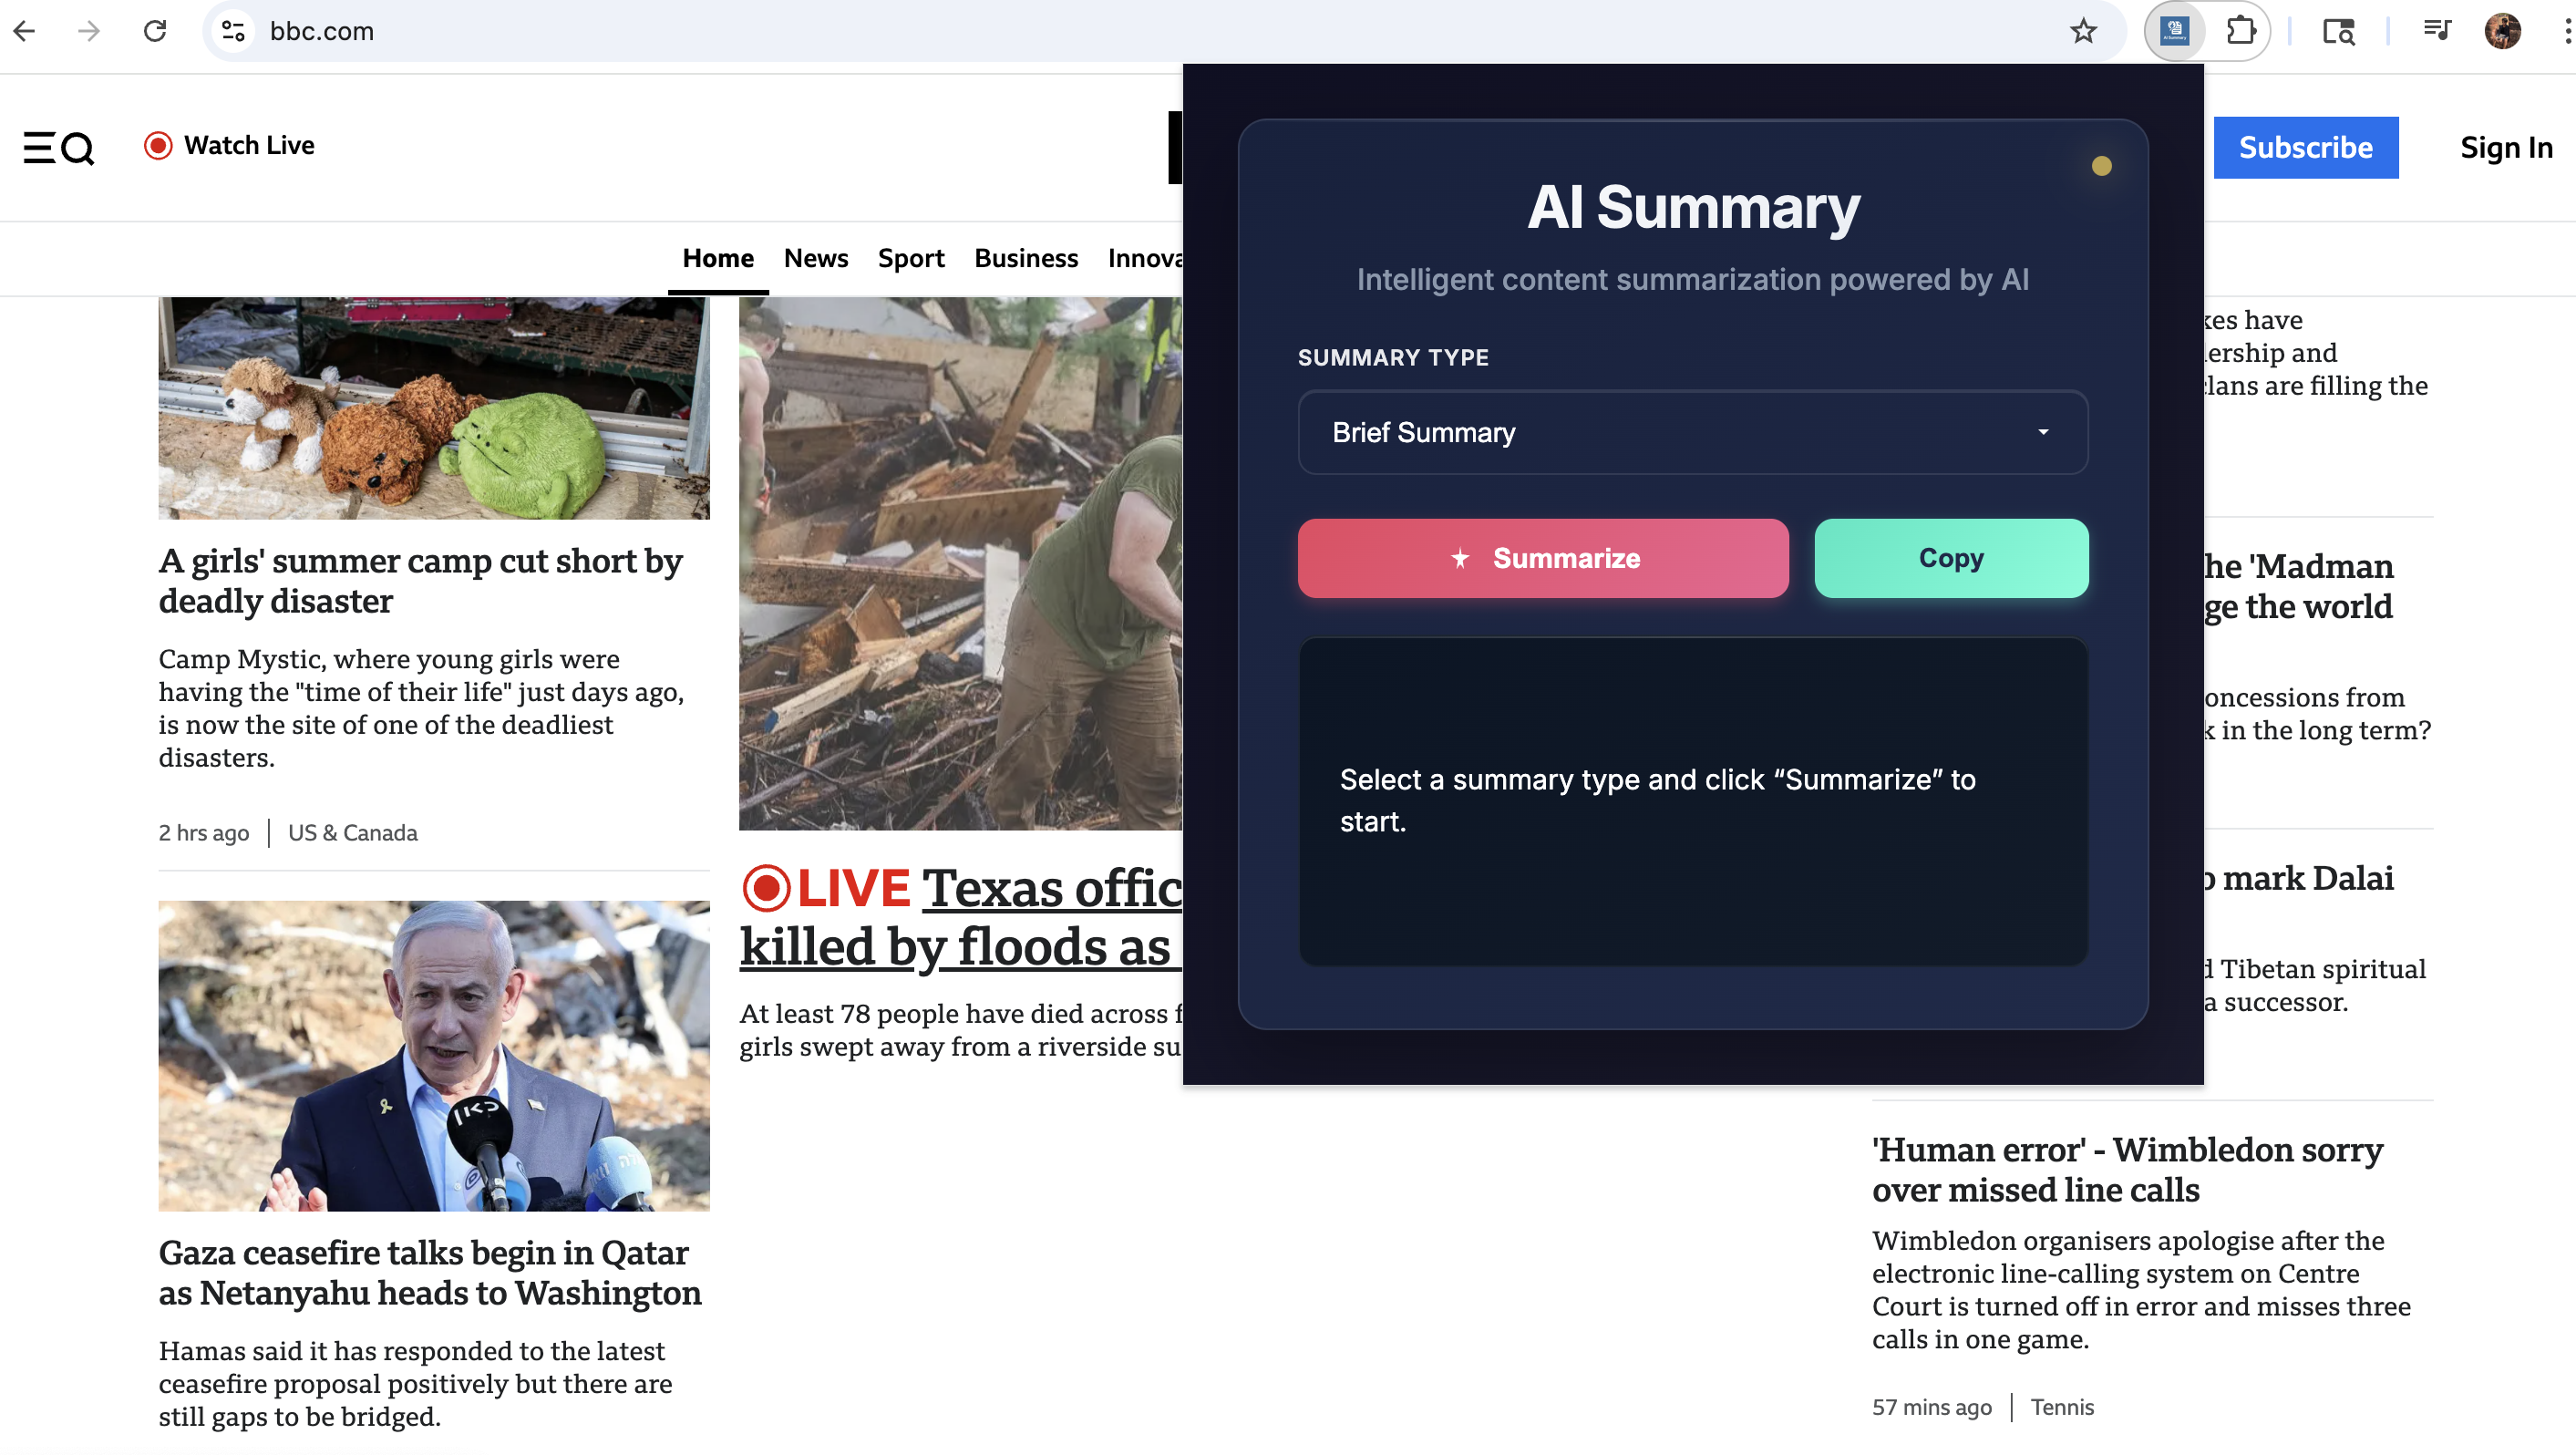 bbc.com
AI Summary
Watch Live
Subscribe
Sign In
Home News Sport Business
AI Summary
Intelligent content summarization powered by AI
SUMMARY TYPE
Brief Summary
Summarize
Copy
Select a summary type and click “Summarize” to
start.
A girls' summer camp cut short by
deadly disaster
Camp Mystic, where young girls were
having the "time of their life" just days ago,
is now the site of one of the deadliest
disasters.
2 hrs ago US & Canada
Gaza ceasefire talks begin in Qatar
as Netanyahu heads to Washington
Hamas said it has responded to the latest
ceasefire proposal positively but there are
still gaps to be bridged.
LIVE Texas offic
killed by floods as
At least 78 people have died across f
girls swept away from a riverside su
have
ership and
lans are filling the
he 'Madman
ge the world
oncessions from
in the long term?
mark Dalai
Tibetan spiritual
a successor.
'Human error' - Wimbledon sorry
over missed line calls
Wimbledon organisers apologise after the
electronic line-calling system on Centre
Court is turned off in error and misses three
calls in one game.
57 mins ago Tennis